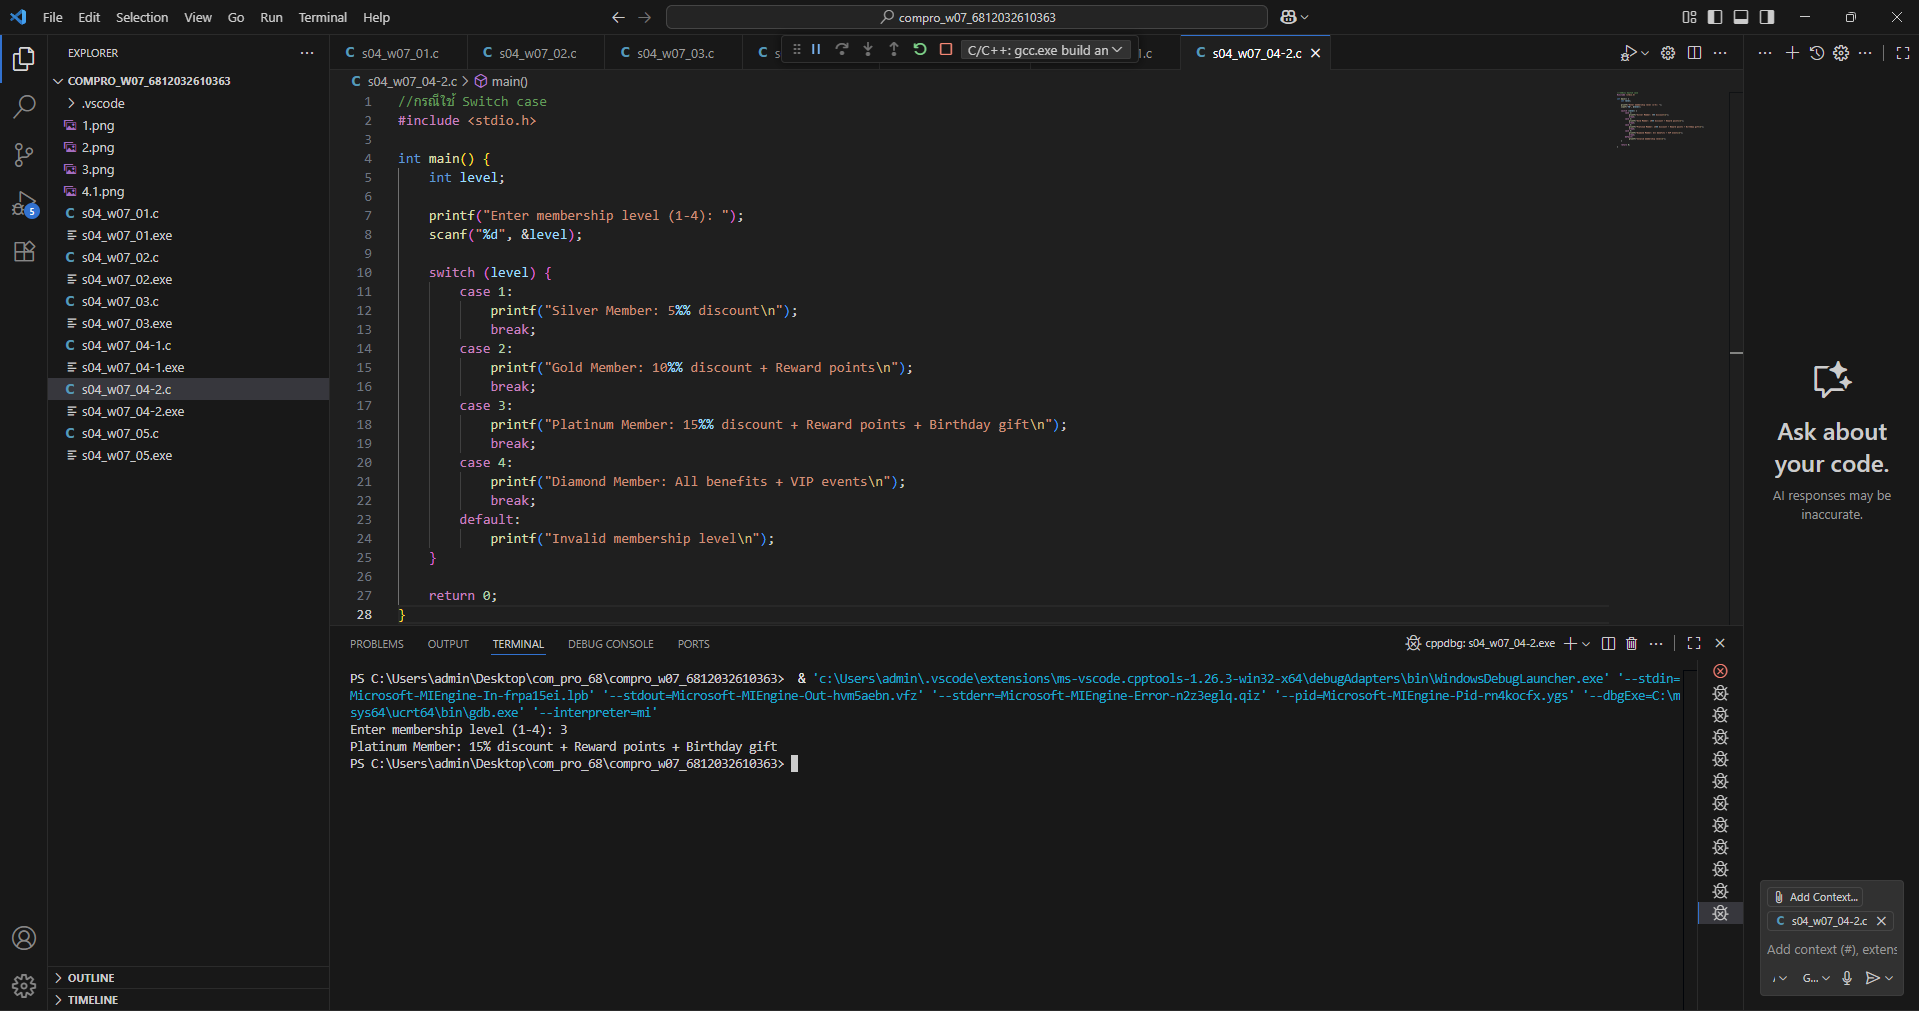 File Edit Selection View Go Run Terminal Help
compro_w07_6812032610363
EXPLORER
COMPRO_W07_6812032610363
.vscode
1.png
2.png
3.png
4.1.png
s04_w07_01.c
s04_w07_01.exe
s04_w07_02.c
s04_w07_02.exe
s04_w07_03.c
s04_w07_03.exe
s04_w07_04-1.c
s04_w07_04-1.exe
s04_w07_04-2.c
s04_w07_04-2.exe
s04_w07_05.c
s04_w07_05.exe
OUTLINE
TIMELINE
5
s04_w07_01.c s04_w07_02.c s04_w07_03.c C/C++: gcc.exe build an s04_w07_04-2.c
s04_w07_04-2.c > main()
1 //กรณีใช้ Switch case
2 #include <stdio.h>
3
4 int main() {
5 int level;
6
7 printf("Enter membership level (1-4): ");
8 scanf("%d", &level);
9
10 switch (level) {
11 case 1:
12 printf("Silver Member: 5%% discount\n");
13 break;
14 case 2:
15 printf("Gold Member: 10%% discount + Reward points\n");
16 break;
17 case 3:
18 printf("Platinum Member: 15%% discount + Reward points + Birthday gift\n");
19 break;
20 case 4:
21 printf("Diamond Member: All benefits + VIP events\n");
22 break;
23 default:
24 printf("Invalid membership level\n");
25 }
26
27 return 0;
28 }
PROBLEMS OUTPUT TERMINAL DEBUG CONSOLE PORTS
cppdbg: s04_w07_04-2.exe
PS C:\Users\admin\Desktop\com_pro_68\compro_w07_6812032610363> & 'c:\Users\admin\.vscode\extensions\ms-vscode.cpptools-1.26.3-win32-x64\debugAdapters\bin\WindowsDebugLauncher.exe' '--stdin=
Microsoft-MIEngine-In-frpa15ei.lpb' '--stdout=Microsoft-MIEngine-Out-hvm5aebn.vfz' '--stderr=Microsoft-MIEngine-Error-n2z3eglq.qiz' '--pid=Microsoft-MIEngine-Pid-rn4kocfx.ygs' '--dbgExe=C:\m
sys64\ucrt64\bin\gdb.exe' '--interpreter=mi'
Enter membership level (1-4): 3
Platinum Member: 15% discount + Reward points + Birthday gift
PS C:\Users\admin\Desktop\com_pro_68\compro_w07_6812032610363>
Ask about
your code.
AI responses may be
inaccurate.
Add Context...
s04_w07_04-2.c
Add context (#), extens
G...